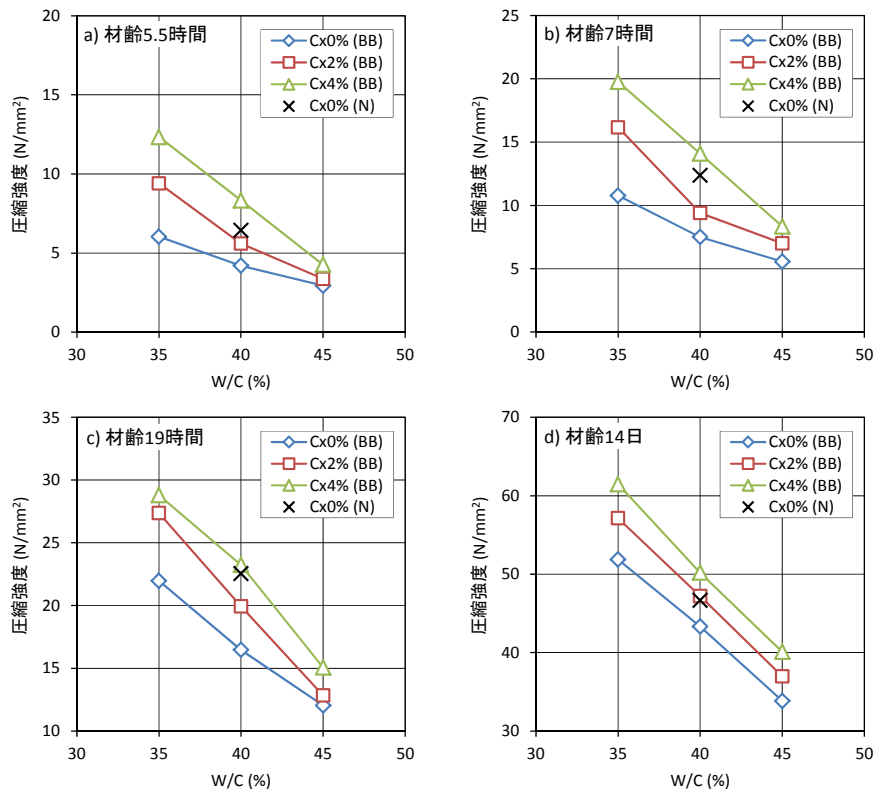 a) 材齢5.5時間
Cx0% (BB)
Cx2% (BB)
Cx4% (BB)
Cx0% (N)
圧縮強度 (N/mm²)
20
15
10
5
0
30 35 40 45 50
W/C (%)
b) 材齢7時間
Cx0% (BB)
Cx2% (BB)
Cx4% (BB)
Cx0% (N)
圧縮強度 (N/mm²)
25
20
15
10
5
0
30 35 40 45 50
W/C (%)
c) 材齢19時間
Cx0% (BB)
Cx2% (BB)
Cx4% (BB)
Cx0% (N)
圧縮強度 (N/mm²)
35
30
25
20
15
10
30 35 40 45 50
W/C (%)
d) 材齢14日
Cx0% (BB)
Cx2% (BB)
Cx4% (BB)
Cx0% (N)
圧縮強度 (N/mm²)
70
60
50
40
30
30 35 40 45 50
W/C (%)